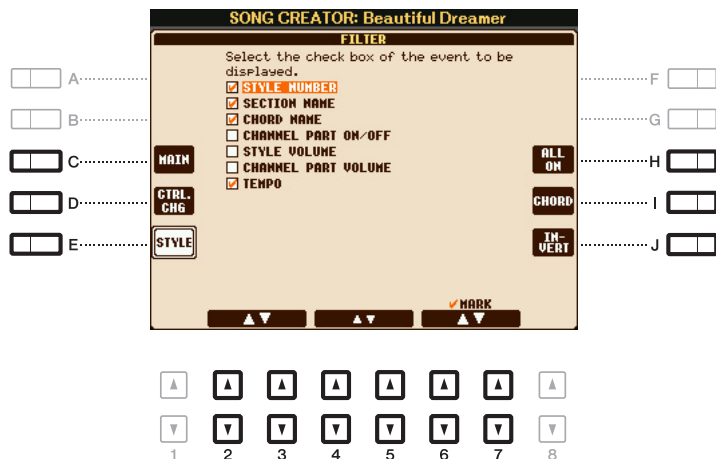 SONG CREATOR: Beautiful Dreamer
FILTER
Select the check box of the event to be
displayed.
STYLE NUMBER
SECTION NAME
CHORD NAME
CHANNEL PART ON/OFF
STYLE VOLUME
CHANNEL PART VOLUME
TEMPO
A
B
C
D
E
MAIN
CTRL.
CHG
STYLE
ALL
ON
CHORD
IN-
VERT
F
G
H
I
J
MARK
1 2 3 4 5 6 7 8